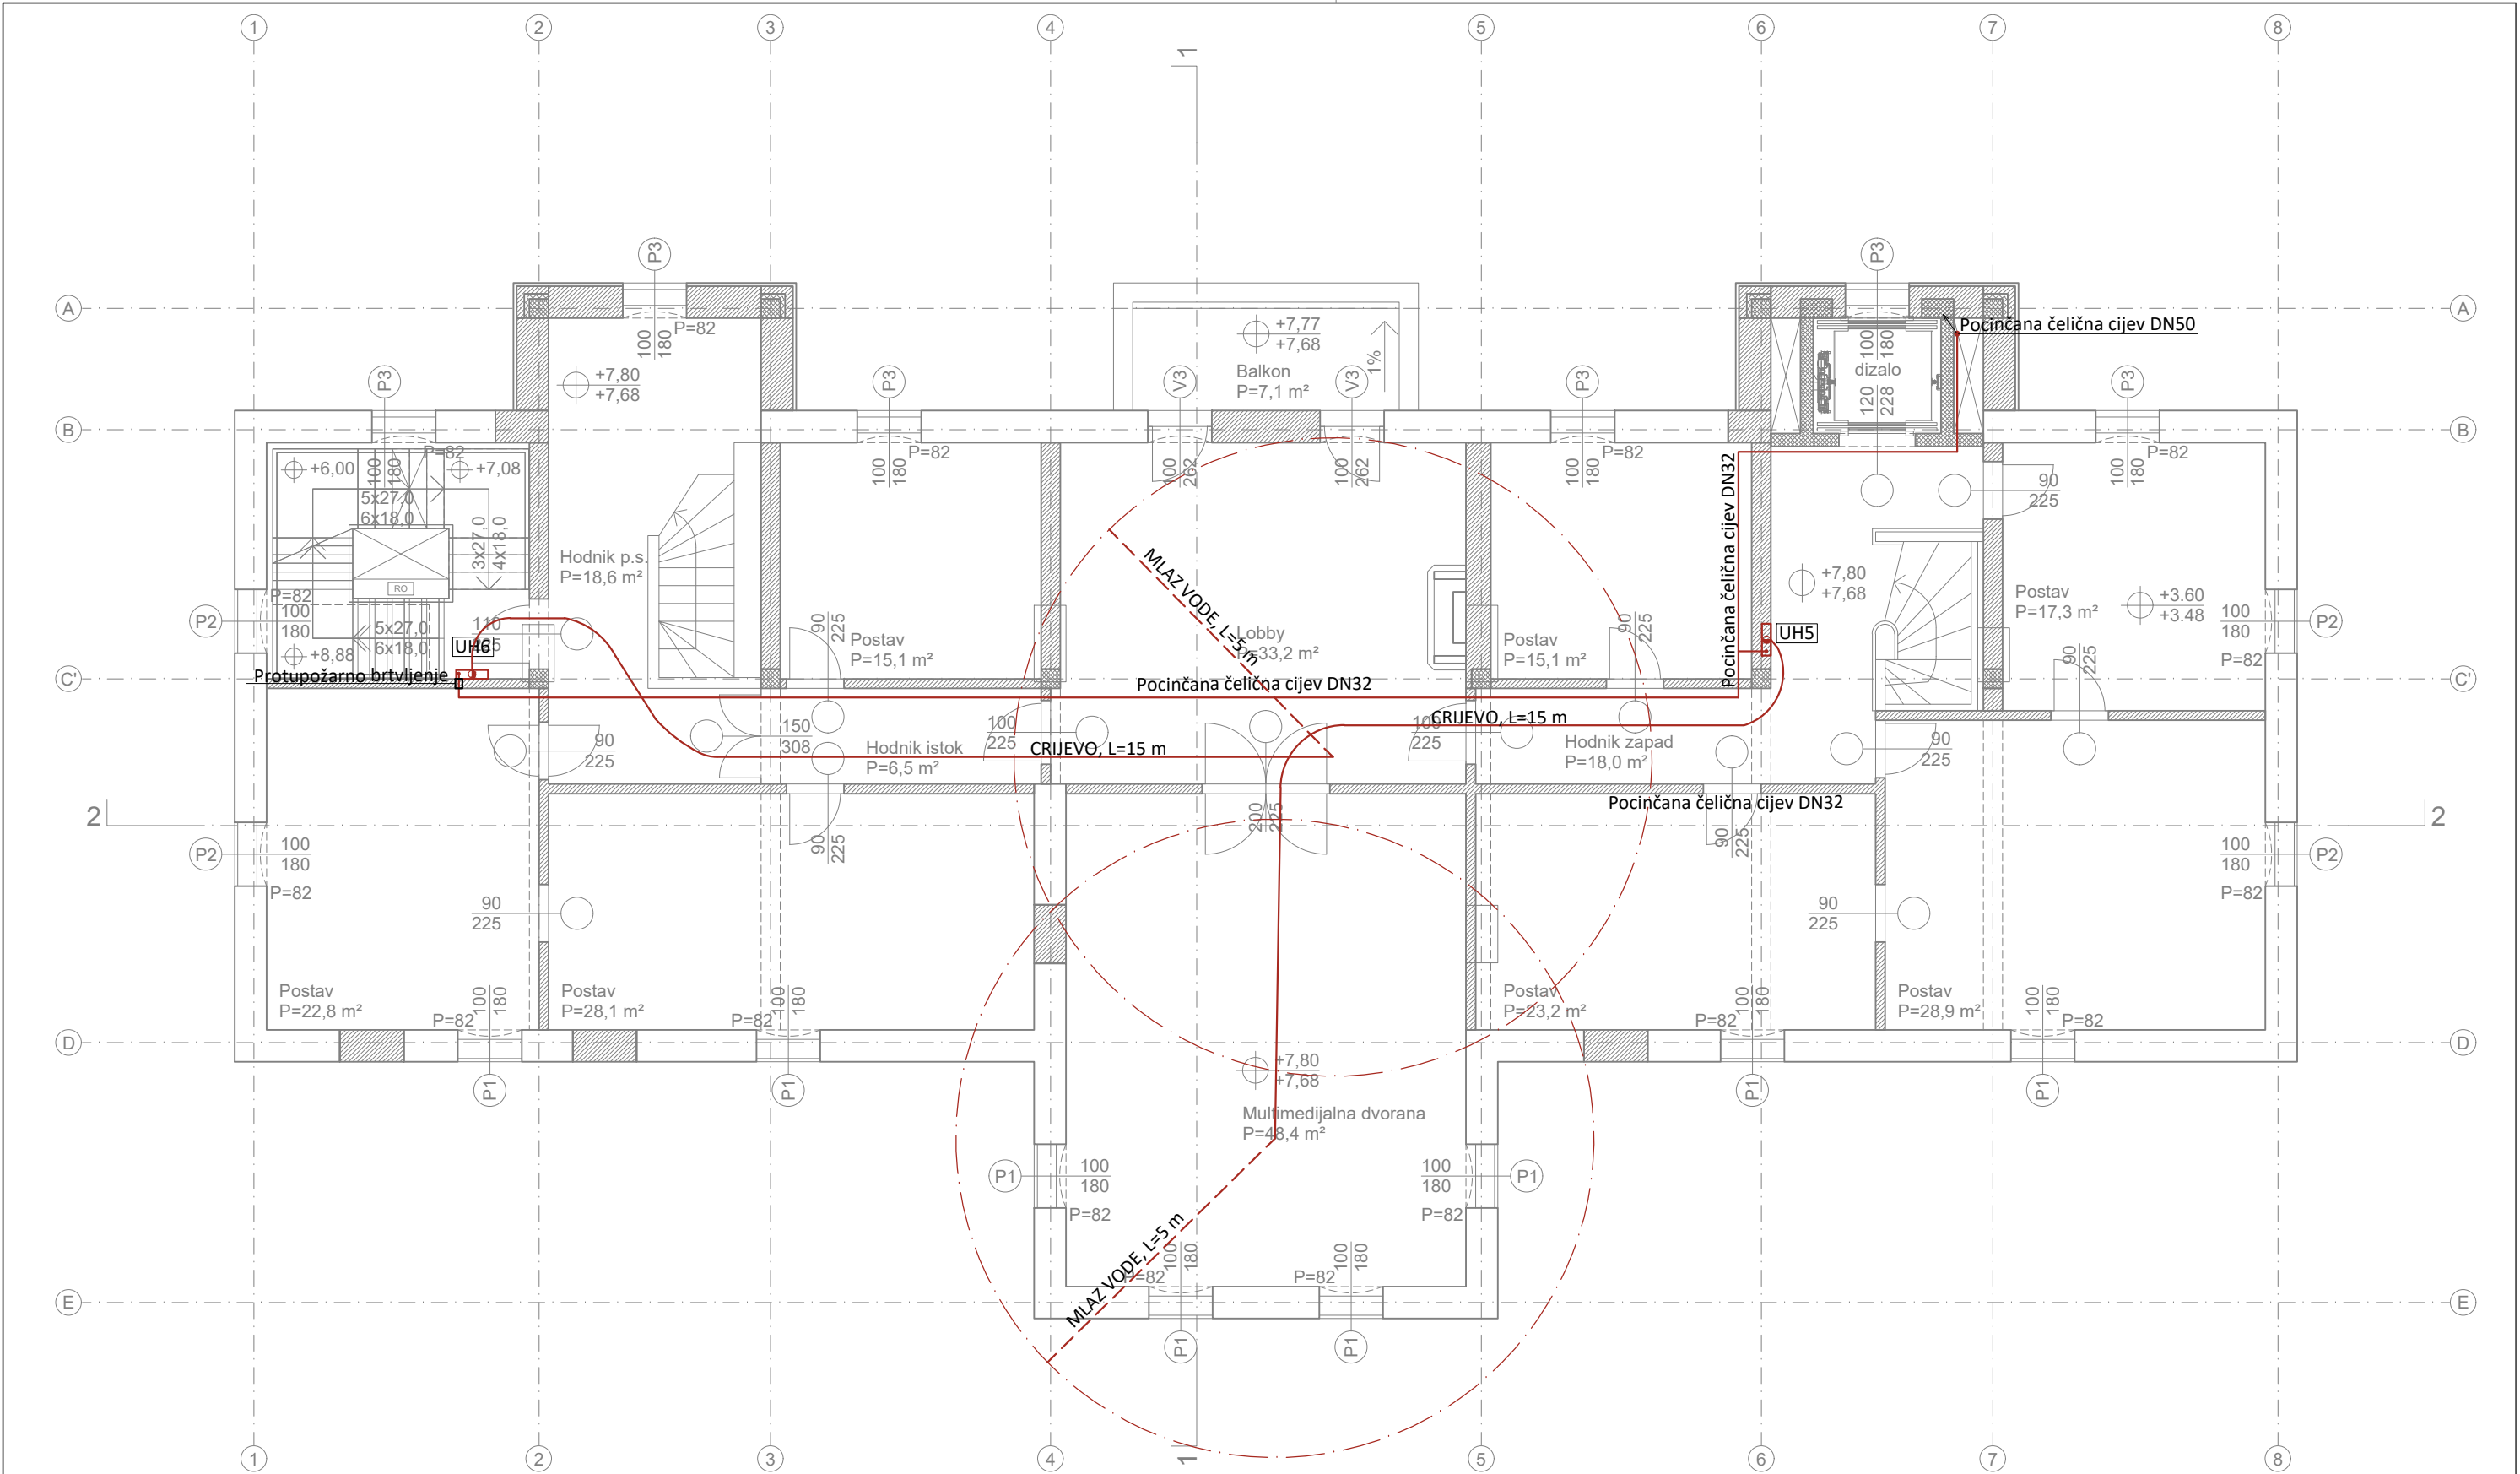 1 2 3 4 5 6 7 8
1
P3
P3
A
A
Pocinčana čelična cijev DN50
P=82
100
180
+7,80
+7,68
+7,77
+7,68
Balkon
P=7,1 m²
1%
100
180
dizalo
120
228
P3
P3
V3
V3
P3
P3
B
B
P=82
100
180
+6,00
+7,08
5x27,0
6x18,0
3x27,0
4x18,0
RO
P=82
100
180
100
262
100
262
P=82
100
180
P=82
100
180
90
225
Pocinčana čelična cijev DN32
Hodnik p.s.
P=18,6 m²
MLAZ VODE, L=5 m
+7,80
+7,68
Postav
P=17,3 m²
+3.60
+3.48
P2
P=82
100
180
110
5x27,0
6x18,0
+8,88
UH6
Protupožarno brtvljenje
90
225
Postav
P=15,1 m²
Lobby
P=33,2 m²
Postav
P=15,1 m²
90
225
UH5
90
225
100
180
P=82
P2
C'
C'
Pocinčana čelična cijev DN32
150
308
90
225
Hodnik istok
P=6,5 m²
100
225
CRIJEVO, L=15 m
100
225
CRIJEVO, L=15 m
Hodnik zapad
P=18,0 m²
90
225
2
2
90
225
200
225
Pocinčana čelična cijev DN32
90
225
P2
100
180
P=82
100
180
P=82
P2
90
225
90
225
Postav
P=22,8 m²
Postav
P=28,1 m²
Postav
P=23,2 m²
Postav
P=28,9 m²
P=82
100
180
P=82
100
180
P=82
100
180
P=82
100
180
D
D
P1
P1
P1
P1
+7,80
+7,68
Multimedijalna dvorana
P=48,4 m²
P1
100
180
P=82
100
180
P=82
P1
MLAZ VODE, L=5 m
P=82
100
180
P=82
100
180
E
E
P1
P1
1 2 3 4 5 6 7 8
1